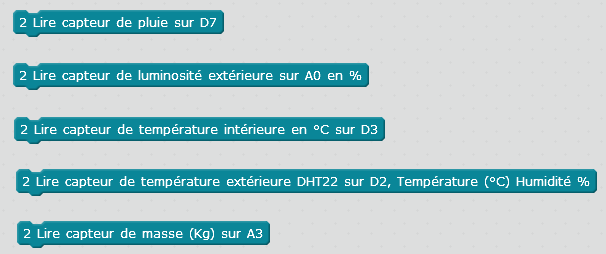 2 Lire capteur de pluie sur D7
2 Lire capteur de luminosité extérieure sur A0 en %
2 Lire capteur de température intérieure en °C sur D3
2 Lire capteur de température extérieure DHT22 sur D2, Température (°C) Humidité %
2 Lire capteur de masse (Kg) sur A3